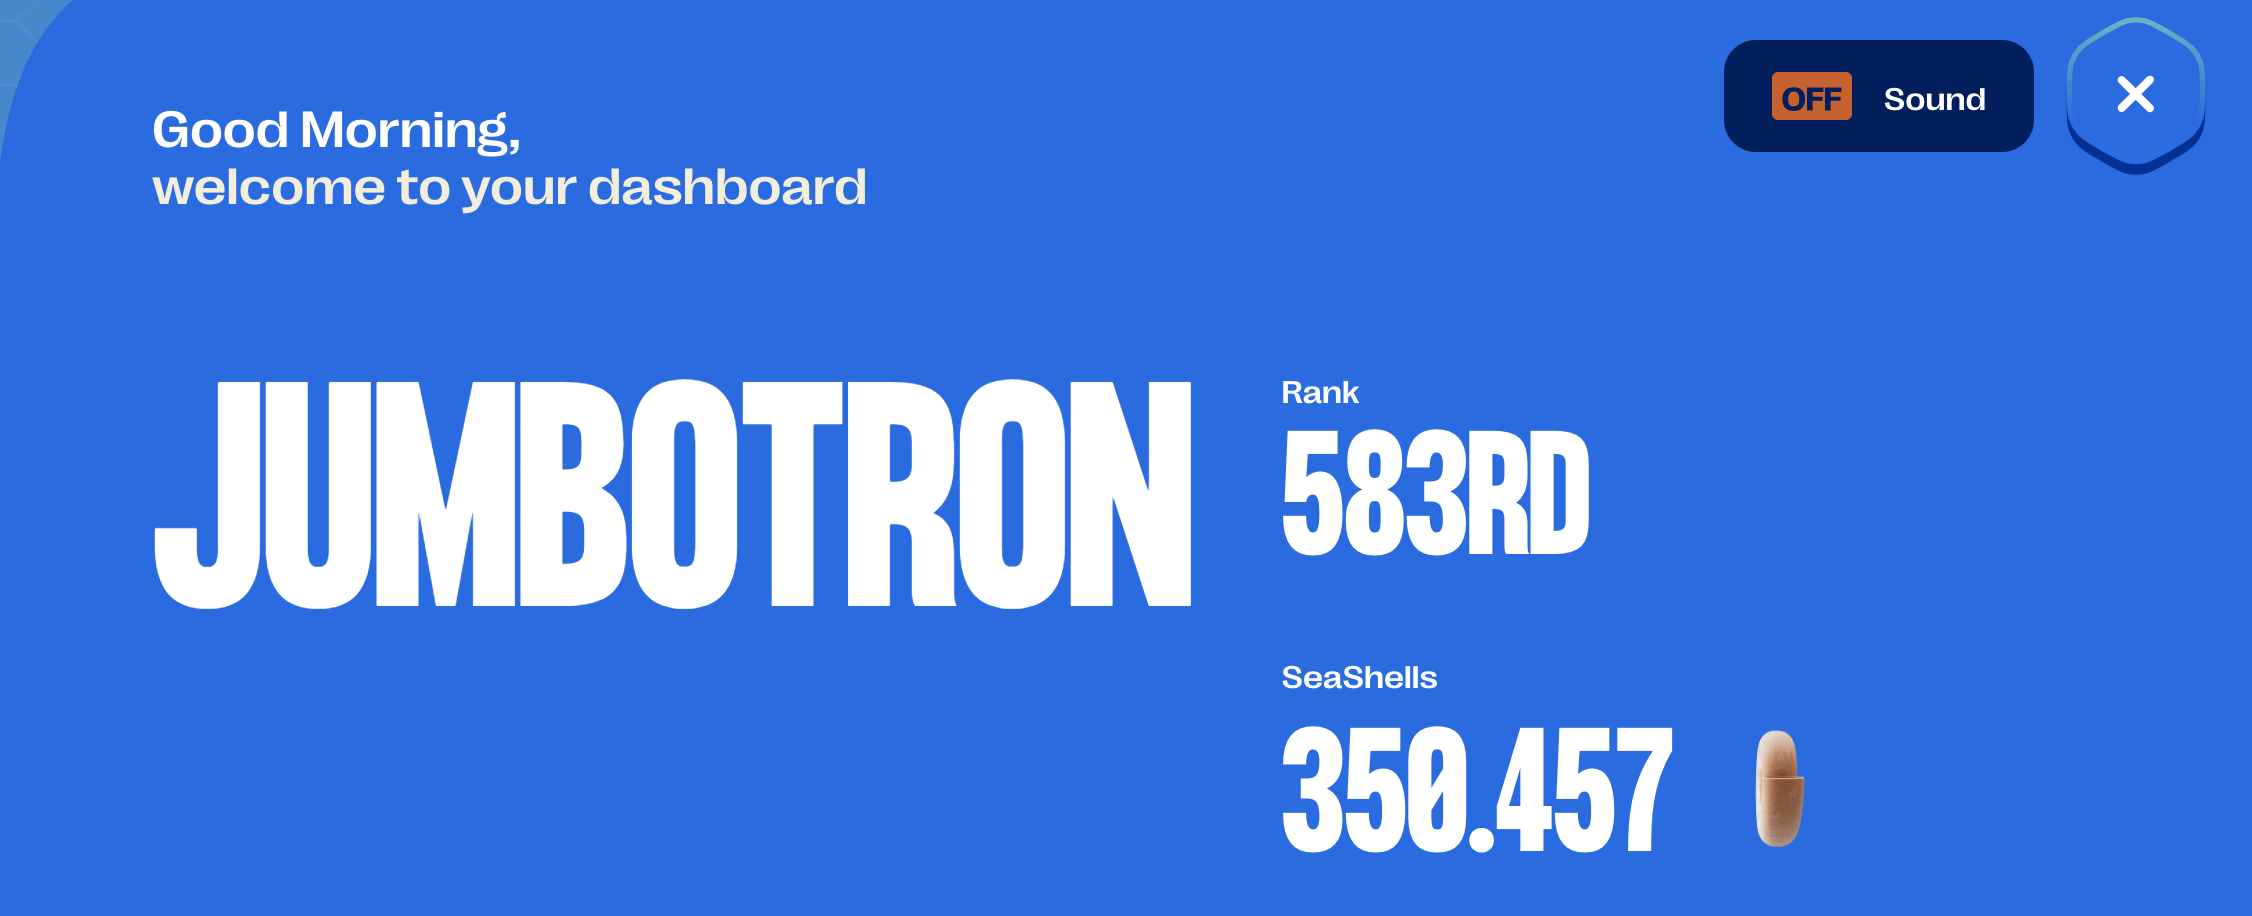 OFF Sound
Good Morning,
welcome to your dashboard
JUMBOTRON
Rank
583RD
SeaShells
350.457